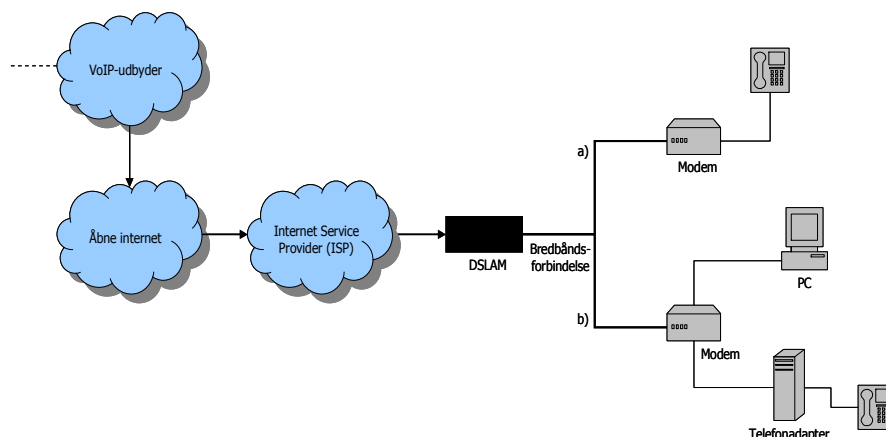 VoIP-udbyder
a)
Modem
Åbne internet
Internet Service
Provider (ISP)
DSLAM
Bredbånds-
forbindelse
PC
b)
Modem
Telefonadapter